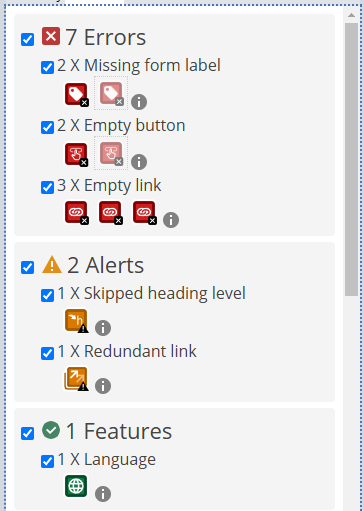 7 Errors
2 X Missing form label
2 X Empty button
3 X Empty link
2 Alerts
1 X Skipped heading level
1 X Redundant link
1 Features
1 X Language